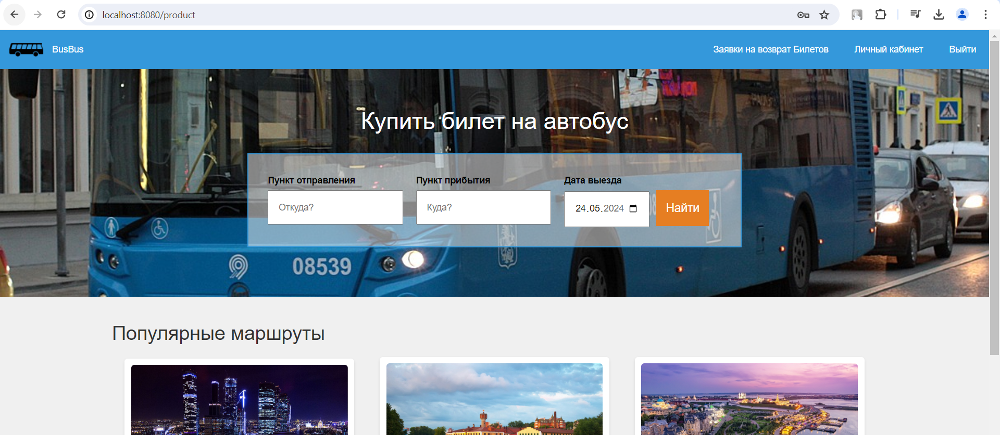 localhost:8080/product
BusBus
Заявки на возврат Билетов
Личный кабинет
Выйти
Купить билет на автобус
Пункт отправления
Пункт прибытия
Дата выезда
Откуда?
Куда?
24.05.2024
Найти
08539
Популярные маршруты